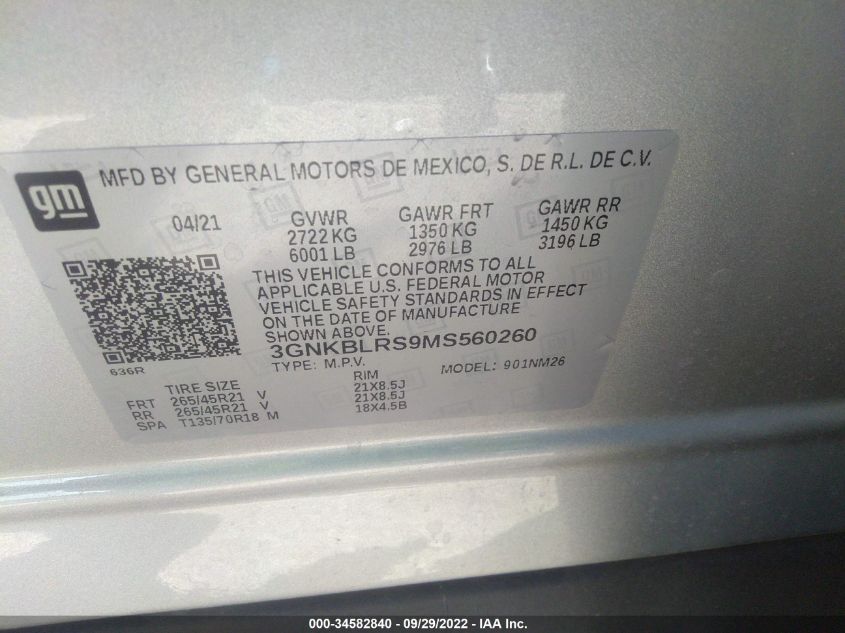 MFD BY GENERAL MOTORS DE MEXICO, S. DE R.L. DE C.V.
gm
04/21 GVWR GAWR FRT GAWR RR
2722 KG 1350 KG 1450 KG
6001 LB 2976 LB 3196 LB
THIS VEHICLE CONFORMS TO ALL
APPLICABLE U.S. FEDERAL MOTOR
VEHICLE SAFETY STANDARDS IN EFFECT
ON THE DATE OF MANUFACTURE
SHOWN ABOVE.
3GNKBLRS9MS560260
636R
TYPE: M.P.V. MODEL: 901NM26
TIRE SIZE RIM
FRT 265/45R21 V 21X8.5J
RR 265/45R21 V 21X8.5J
SPA T135/70R18 M 18X4.5B
000-34582840 - 09/29/2022 - IAA Inc.